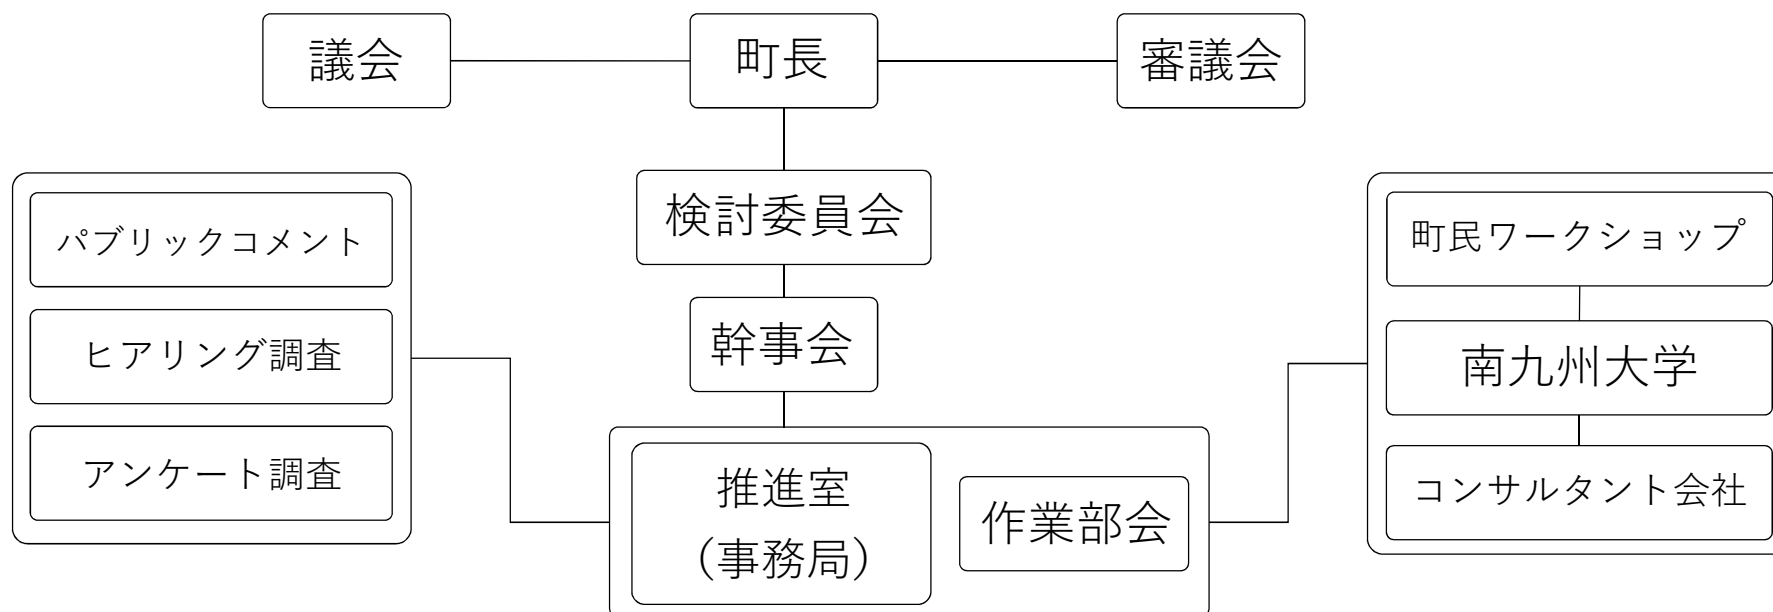 議会
町長
審議会
検討委員会
幹事会
パブリックコメント
ヒアリング調査
アンケート調査
推進室
(事務局)
作業部会
町民ワークショップ
南九州大学
コンサルタント会社